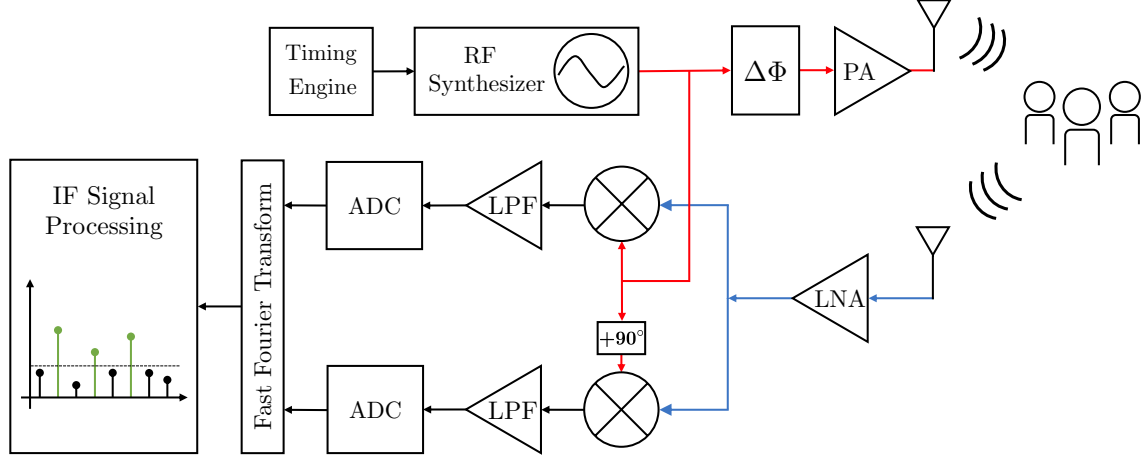 Timing
Engine
RF
Synthesizer
ΔΦ
PA
IF Signal
Processing
Fast Fourier Transform
ADC
LPF
LNA
+90°
ADC
LPF